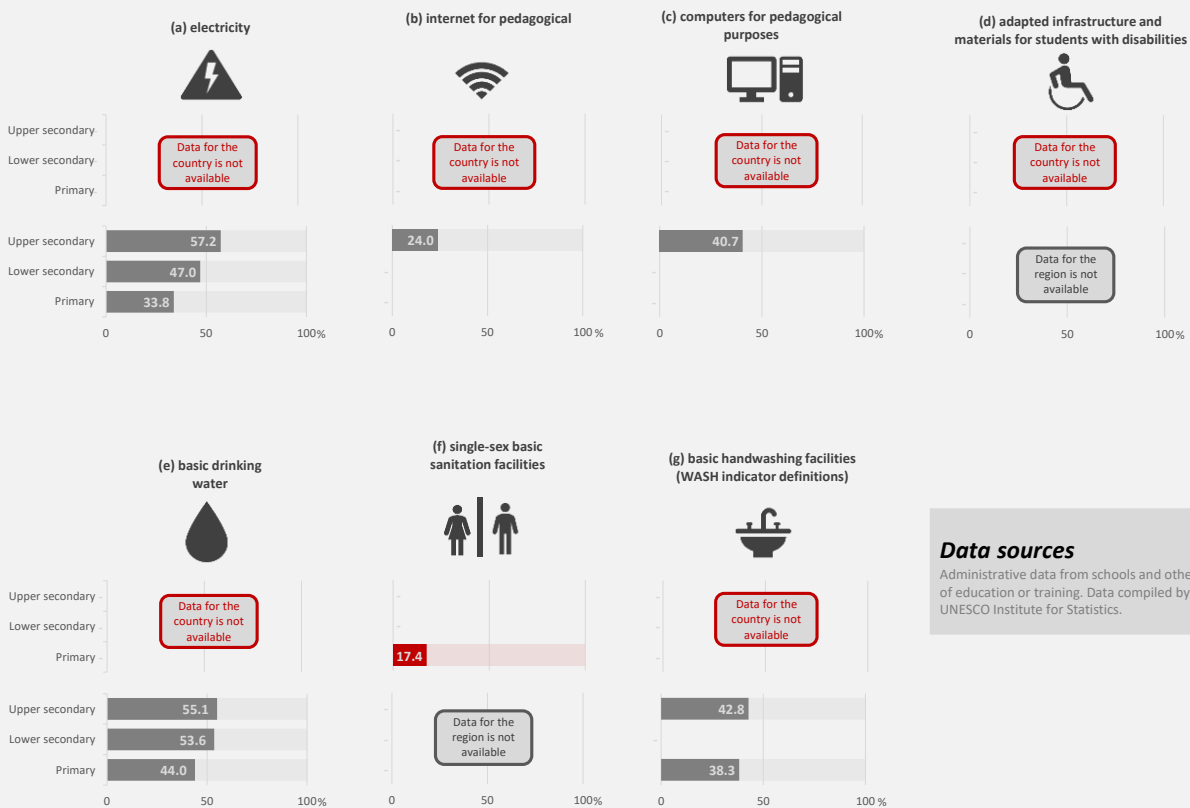 (a) electricity
(b) internet for pedagogical
(c) computers for pedagogical
purposes
(d) adapted infrastructure and
materials for students with disabilities
Upper secondary
Lower secondary
Primary
Data for the
country is not
available
Data for the
country is not
available
Data for the
country is not
available
Data for the
country is not
available
Upper secondary
Lower secondary
Primary
57.2
47.0
33.8
24.0
40.7
Data for the
region is not
available
0 50 100%
0 50 100%
0 50 100%
0 50 100%
(e) basic drinking
water
(f) single-sex basic
sanitation facilities
(g) basic handwashing facilities
(WASH indicator definitions)
Data sources
Administrative data from schools and othe
of education or training. Data compiled by
UNESCO Institute for Statistics.
Upper secondary
Lower secondary
Primary
Data for the
country is not
available
17.4
Data for the
country is not
available
Upper secondary
Lower secondary
Primary
55.1
53.6
44.0
Data for the
region is not
available
42.8
38.3
0 50 100%
0 50 100%
0 50 100%